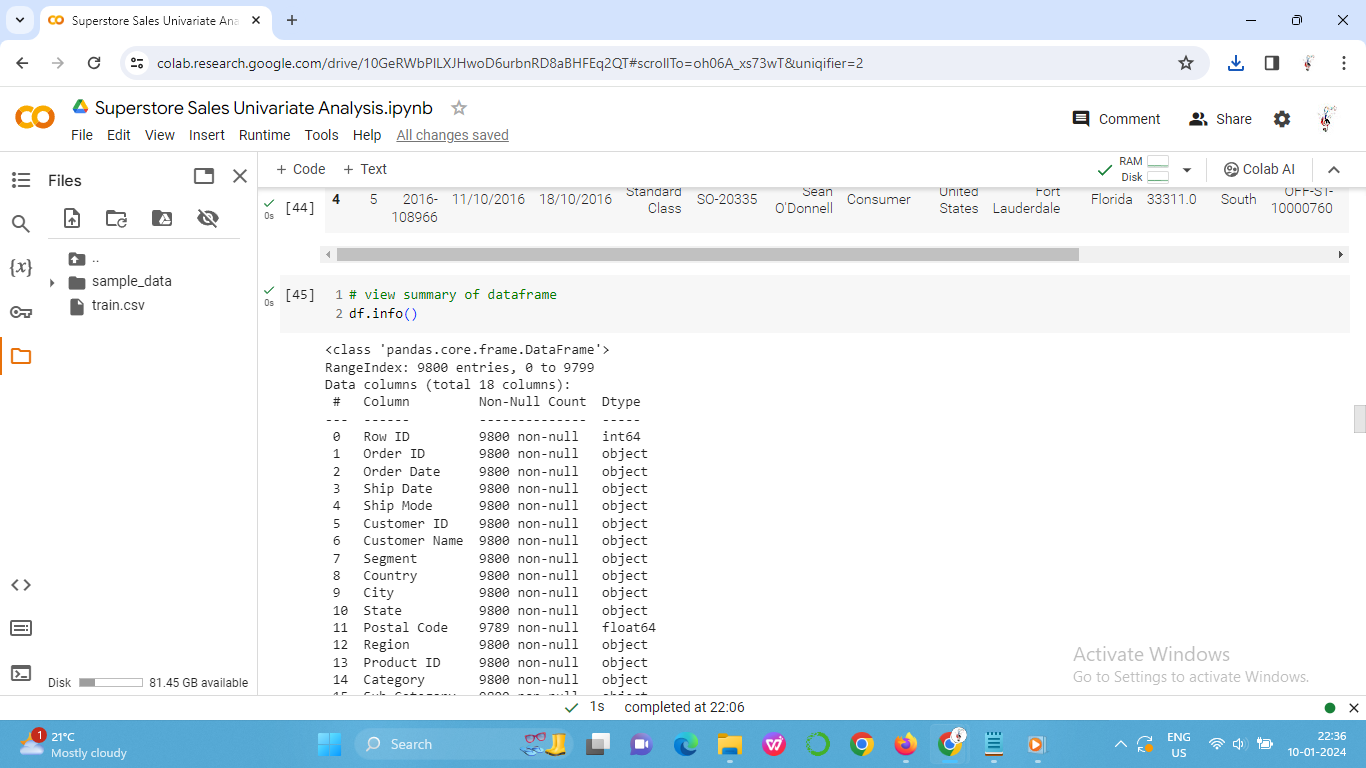 Superstore Sales Univariate Ana
colab.research.google.com/drive/10GeRWbPILXJHwoD6urbnRD8aBHFEq2QT#scrollTo=oh06A_xs73wT&uniqifier=2
Superstore Sales Univariate Analysis.ipynb
File Edit View Insert Runtime Tools Help All changes saved
Comment Share
Files
+ Code + Text
RAM
Disk
Colab AI
..
sample_data
train.csv
0s [44] 4 5 2016- 11/10/2016 18/10/2016 Standard SO-20335 Sean Consumer United Fort Florida 33311.0 South OFF-ST-
108966 Class O'Donnell States Lauderdale 10000760
0s [45] 1 # view summary of dataframe
2 df.info()
<class 'pandas.core.frame.DataFrame'>
RangeIndex: 9800 entries, 0 to 9799
Data columns (total 18 columns):
# Column Non-Null Count Dtype
--- ------ -------------- -----
0 Row ID 9800 non-null int64
1 Order ID 9800 non-null object
2 Order Date 9800 non-null object
3 Ship Date 9800 non-null object
4 Ship Mode 9800 non-null object
5 Customer ID 9800 non-null object
6 Customer Name 9800 non-null object
7 Segment 9800 non-null object
8 Country 9800 non-null object
9 City 9800 non-null object
10 State 9800 non-null object
11 Postal Code 9789 non-null float64
12 Region 9800 non-null object
13 Product ID 9800 non-null object
14 Category 9800 non-null object
Disk 81.45 GB available
Activate Windows
Go to Settings to activate Windows.
1s completed at 22:06
1
21°C
Mostly cloudy
Search
ENG
US
22:36
10-01-2024